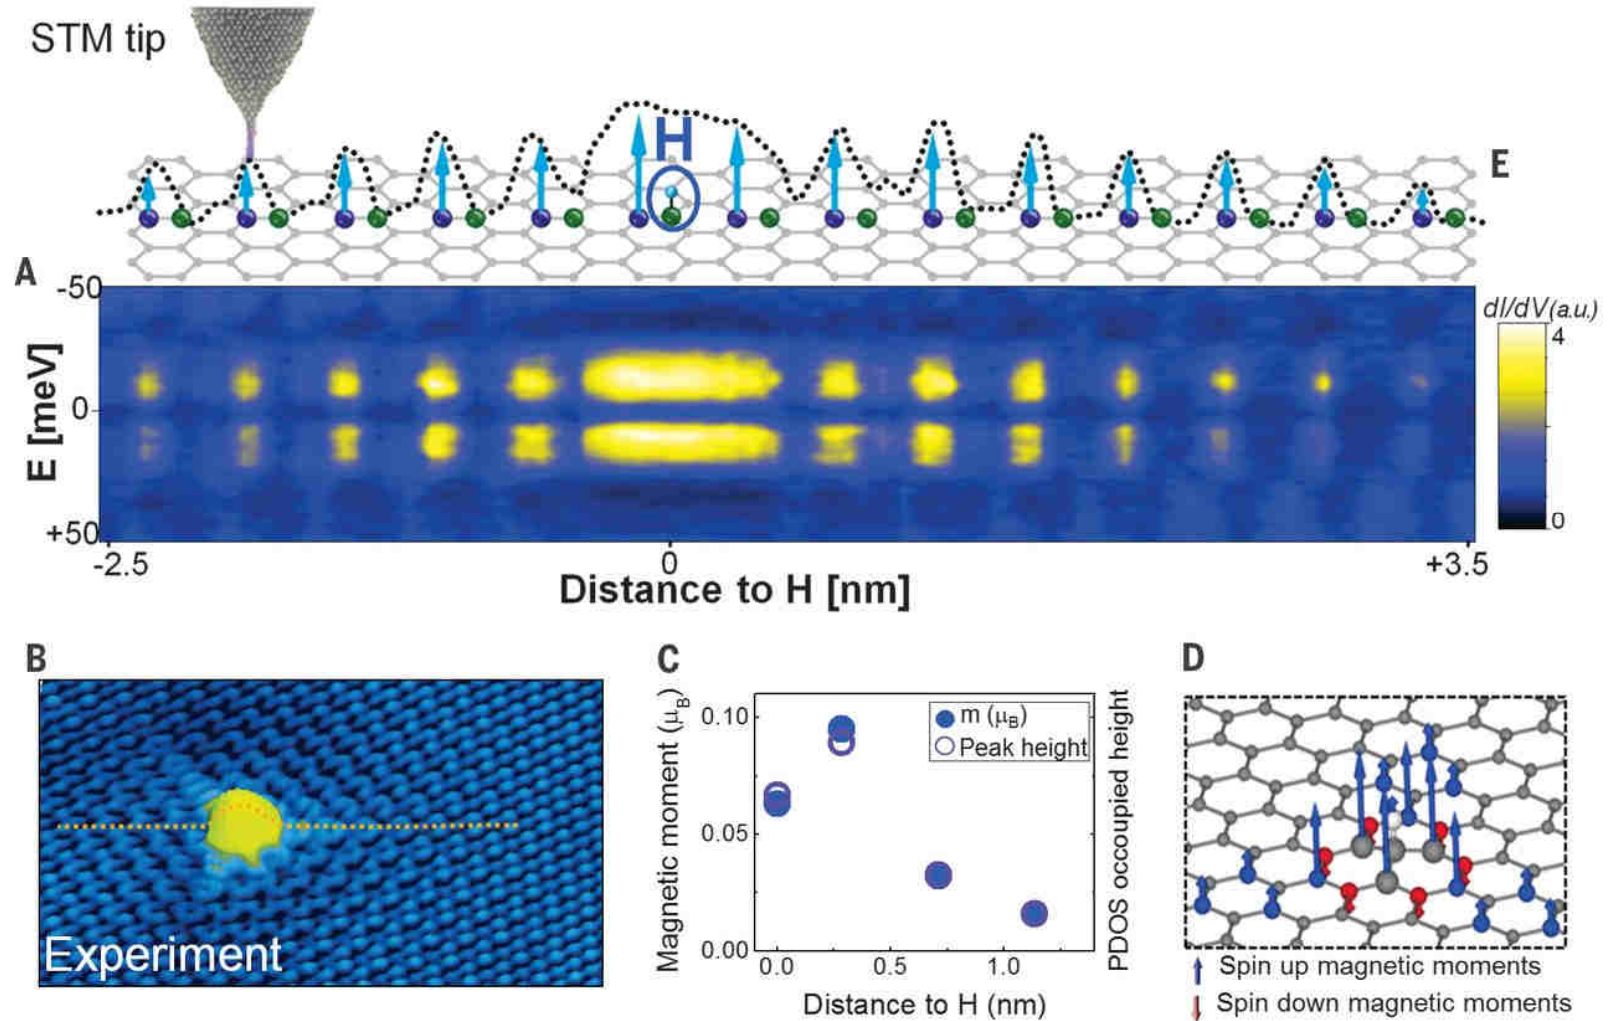 STM tip
H
E
A
dI/dV(a.u.)
-50
4
E [meV]
0
0
+50
-2.5
0
+3.5
Distance to H [nm]
B
C
D
Magnetic moment (μB)
PDOS occoupied height
0.10
m (μB)
Peak height
0.05
0.00
0.0
0.5
1.0
Distance to H (nm)
Experiment
Spin up magnetic moments
Spin down magnetic moments